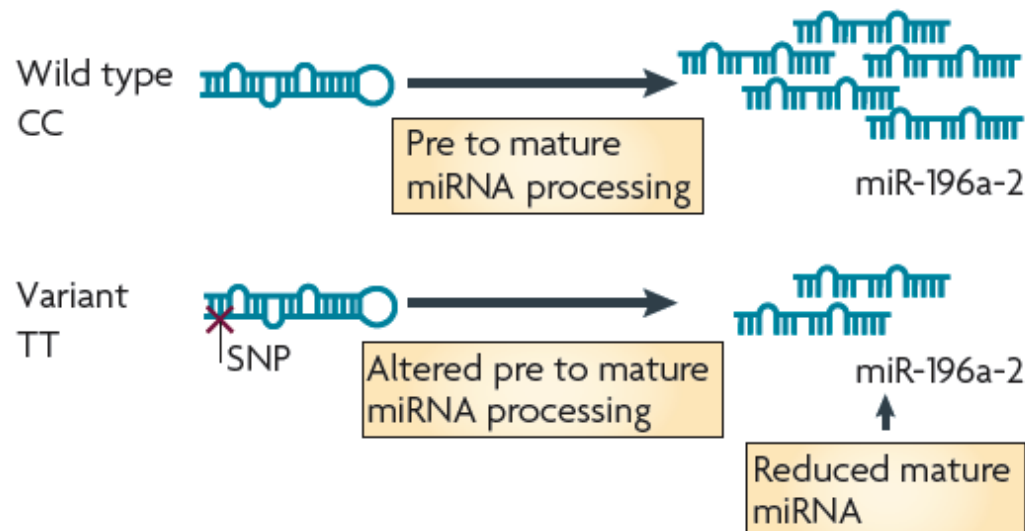 Wild type
CC
Pre to mature
miRNA processing
miR-196a-2
Variant
TT
SNP
Altered pre to mature
miRNA processing
miR-196a-2
Reduced mature
miRNA